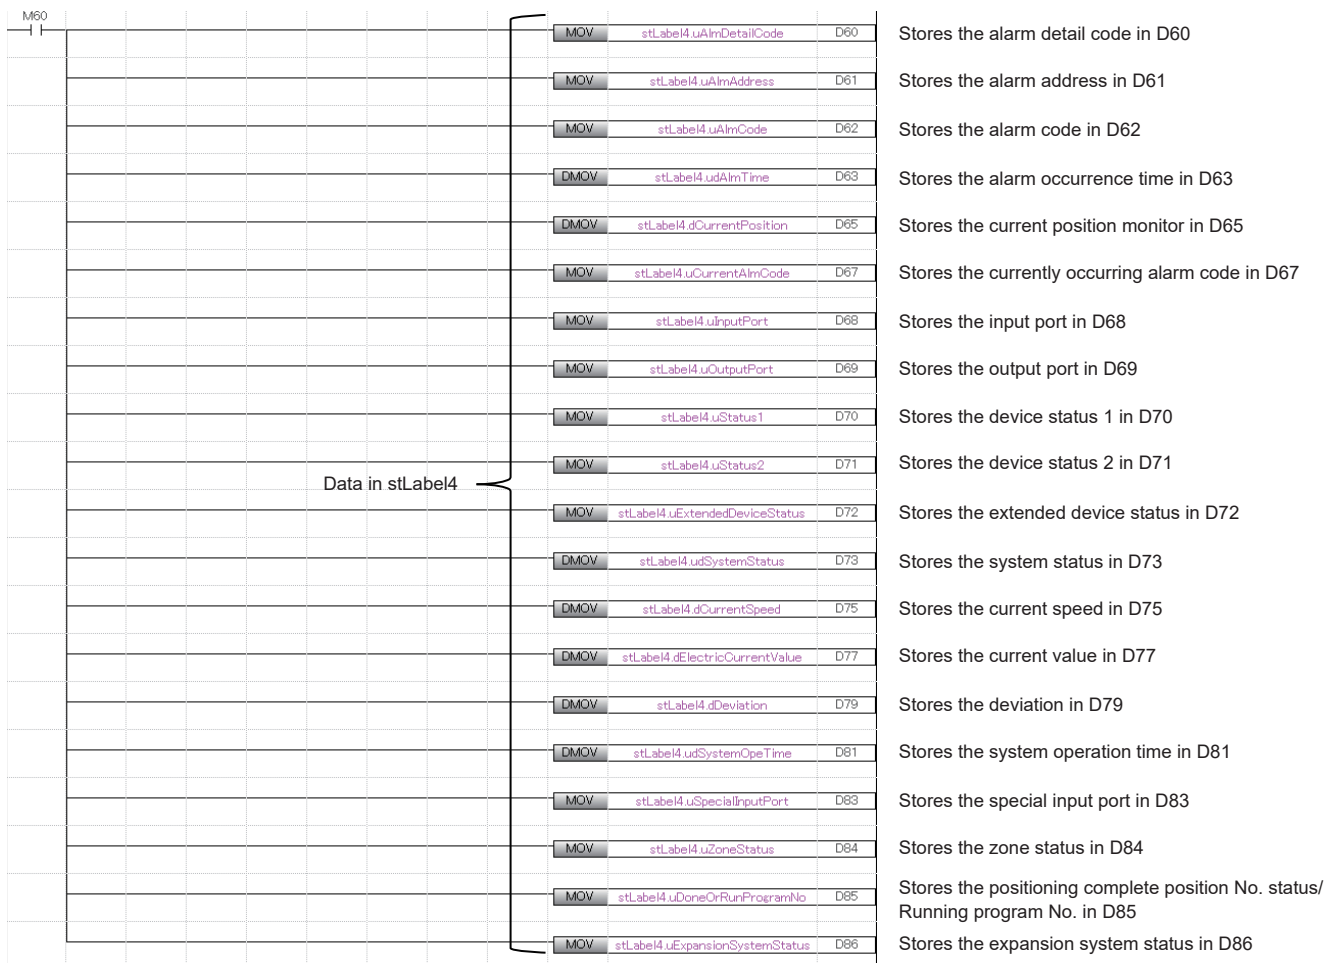 M60
MOV stLabel4.uAlmDetailCode D60 Stores the alarm detail code in D60
MOV stLabel4.uAlmAddress D61 Stores the alarm address in D61
MOV stLabel4.uAlmCode D62 Stores the alarm code in D62
DMOV stLabel4.udAlmTime D63 Stores the alarm occurrence time in D63
DMOV stLabel4.dCurrentPosition D65 Stores the current position monitor in D65
MOV stLabel4.uCurrentAlmCode D67 Stores the currently occurring alarm code in D67
MOV stLabel4.uInputPort D68 Stores the input port in D68
MOV stLabel4.uOutputPort D69 Stores the output port in D69
MOV stLabel4.uStatus1 D70 Stores the device status 1 in D70
MOV stLabel4.uStatus2 D71 Stores the device status 2 in D71
Data in stLabel4
MOV stLabel4.uExtendedDeviceStatus D72 Stores the extended device status in D72
DMOV stLabel4.udSystemStatus D73 Stores the system status in D73
DMOV stLabel4.dCurrentSpeed D75 Stores the current speed in D75
DMOV stLabel4.dElectricCurrentValue D77 Stores the current value in D77
DMOV stLabel4.dDeviation D79 Stores the deviation in D79
DMOV stLabel4.udSystemOpeTime D81 Stores the system operation time in D81
MOV stLabel4.uSpecialInputPort D83 Stores the special input port in D83
MOV stLabel4.uZoneStatus D84 Stores the zone status in D84
MOV stLabel4.uDoneOrRunProgramNo D85 Stores the positioning complete position No. status/
Running program No. in D85
MOV stLabel4.uExpansionSystemStatus D86 Stores the expansion system status in D86